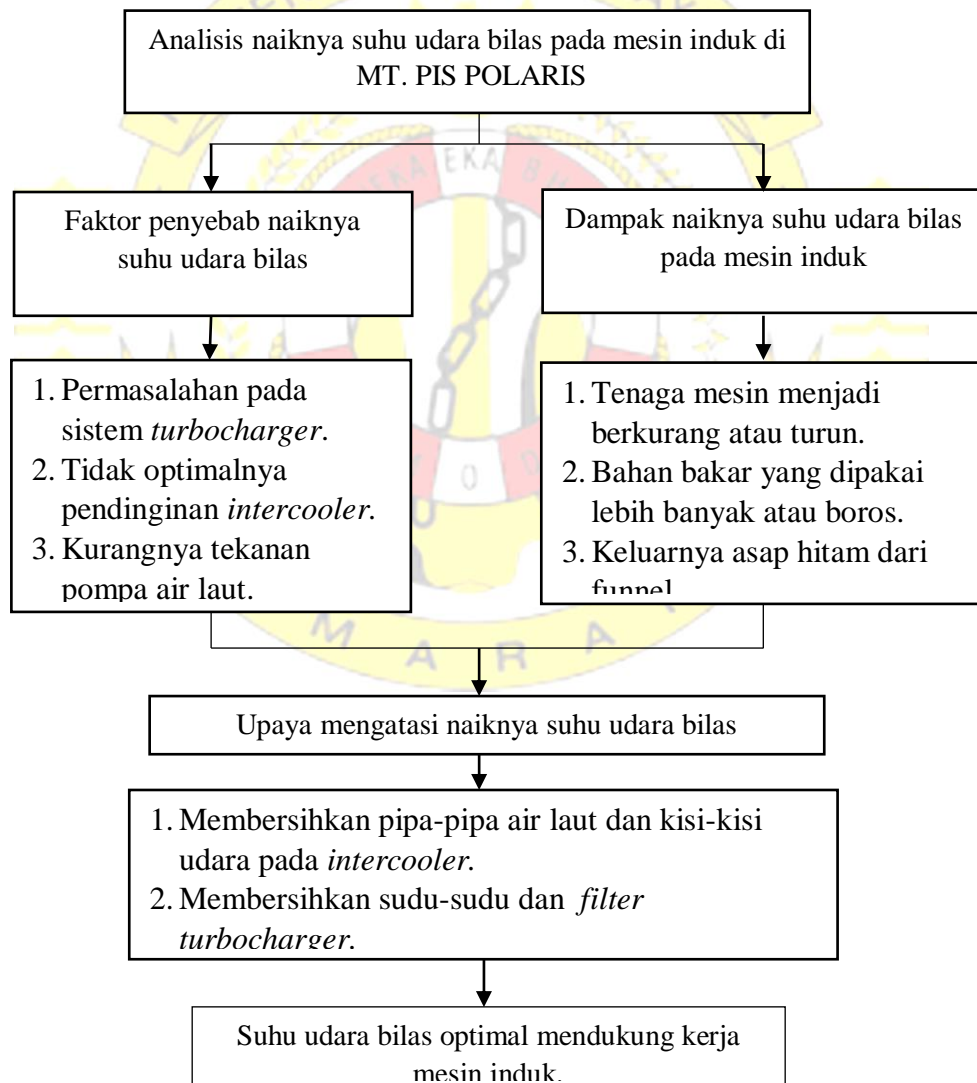 Analisis naiknya suhu udara bilas pada mesin induk di
MT. PIS POLARIS
EKA
Faktor penyebab naiknya
suhu udara bilas
Dampak naiknya suhu udara bilas
pada mesin induk
1. Permasalahan pada
sistem turbocharger.
2. Tidak optimalnya
pendinginan intercooler.
3. Kurangnya tekanan
pompa air laut.
1. Tenaga mesin menjadi
berkurang atau turun.
2. Bahan bakar yang dipakai
lebih banyak atau boros.
3. Keluarnya asap hitam dari
funnel
M A R A
Upaya mengatasi naiknya suhu udara bilas
1. Membersihkan pipa-pipa air laut dan kisi-kisi
udara pada intercooler.
2. Membersihkan sudu-sudu dan filter
turbocharger.
Suhu udara bilas optimal mendukung kerja
mesin induk.